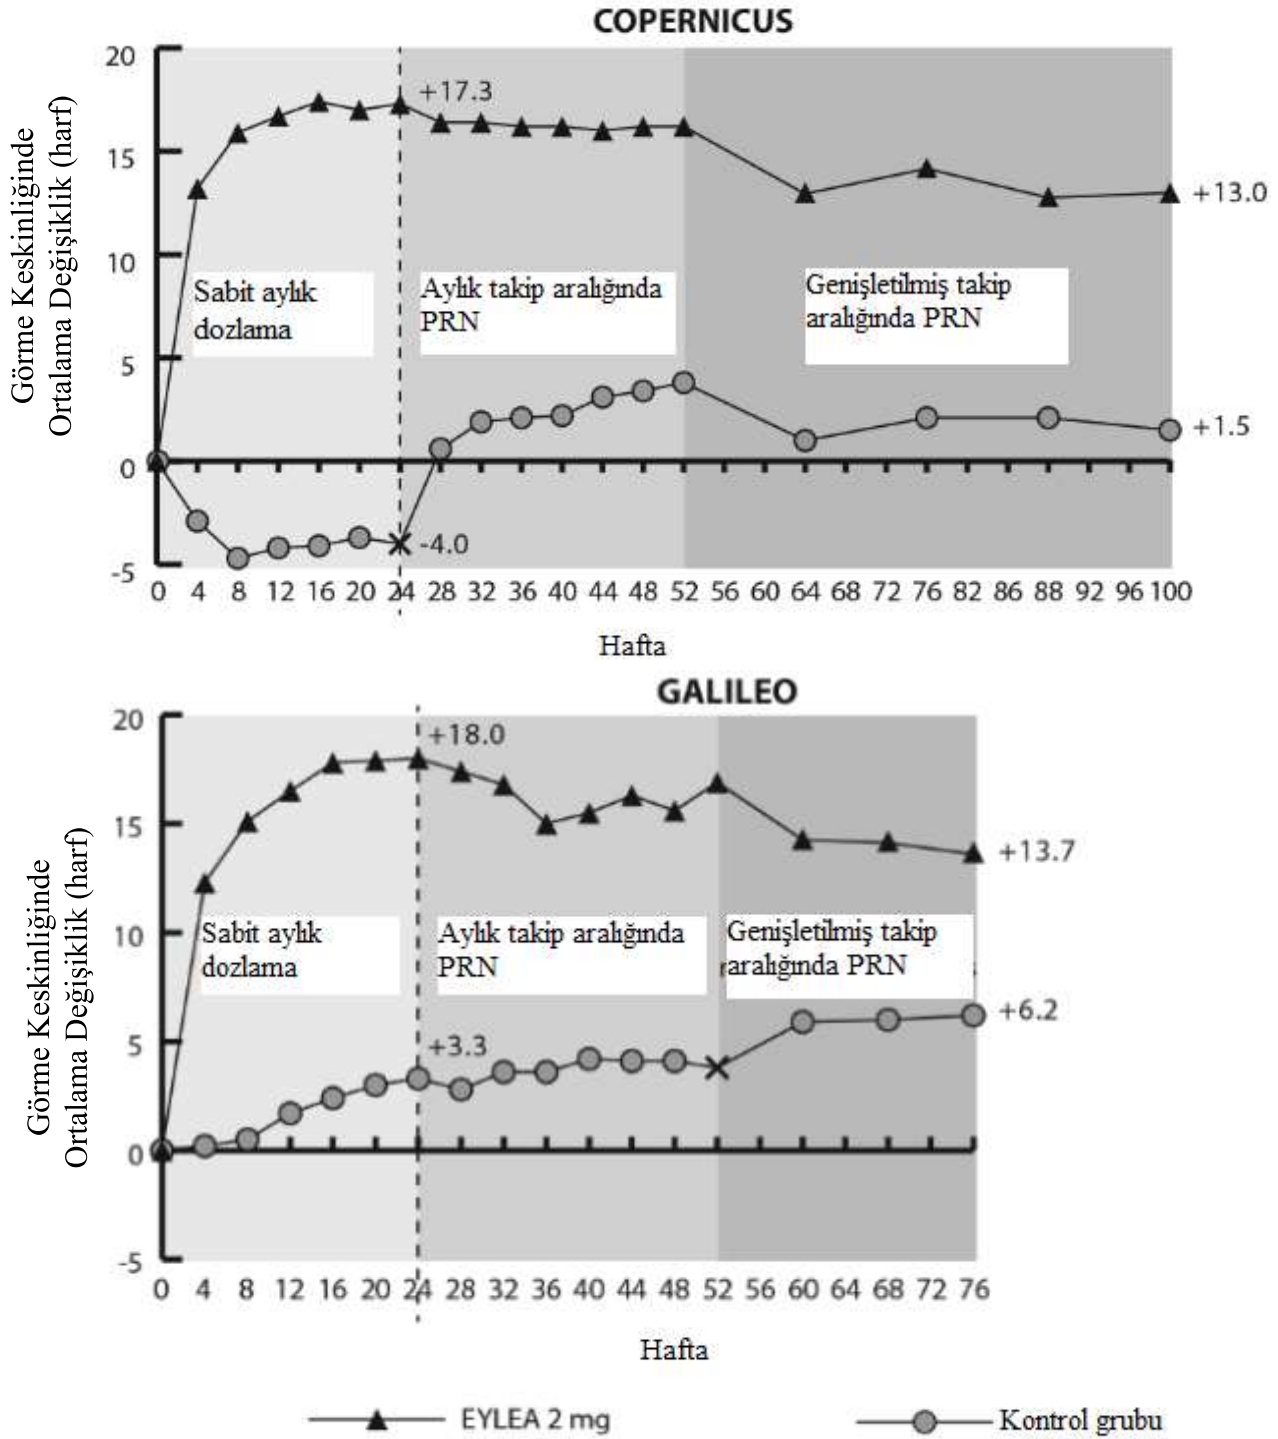 COPERNICUS
Görme Keskinliğinde
Ortalama Değişiklik (harf)
20
15
10
5
0
-5
+17.3
+13.0
Sabit aylık
dozlama
Aylık takip aralığında
PRN
Genişletilmiş takip
aralığında PRN
+1.5
-4.0
0 4 8 12 16 20 24 28 32 36 40 44 48 52 56 60 64 68 72 76 82 86 88 92 96 100
Hafta
GALILEO
Görme Keskinliğinde
Ortalama Değişiklik (harf)
20
15
10
5
0
-5
+18.0
+13.7
Sabit aylık
dozlama
Aylık takip aralığında
PRN
Genişletilmiş takip
aralığında PRN
+3.3
+6.2
0 4 8 12 16 20 24 28 32 36 40 44 48 52 56 60 64 68 72 76
Hafta
EYLEA 2 mg
Kontrol grubu